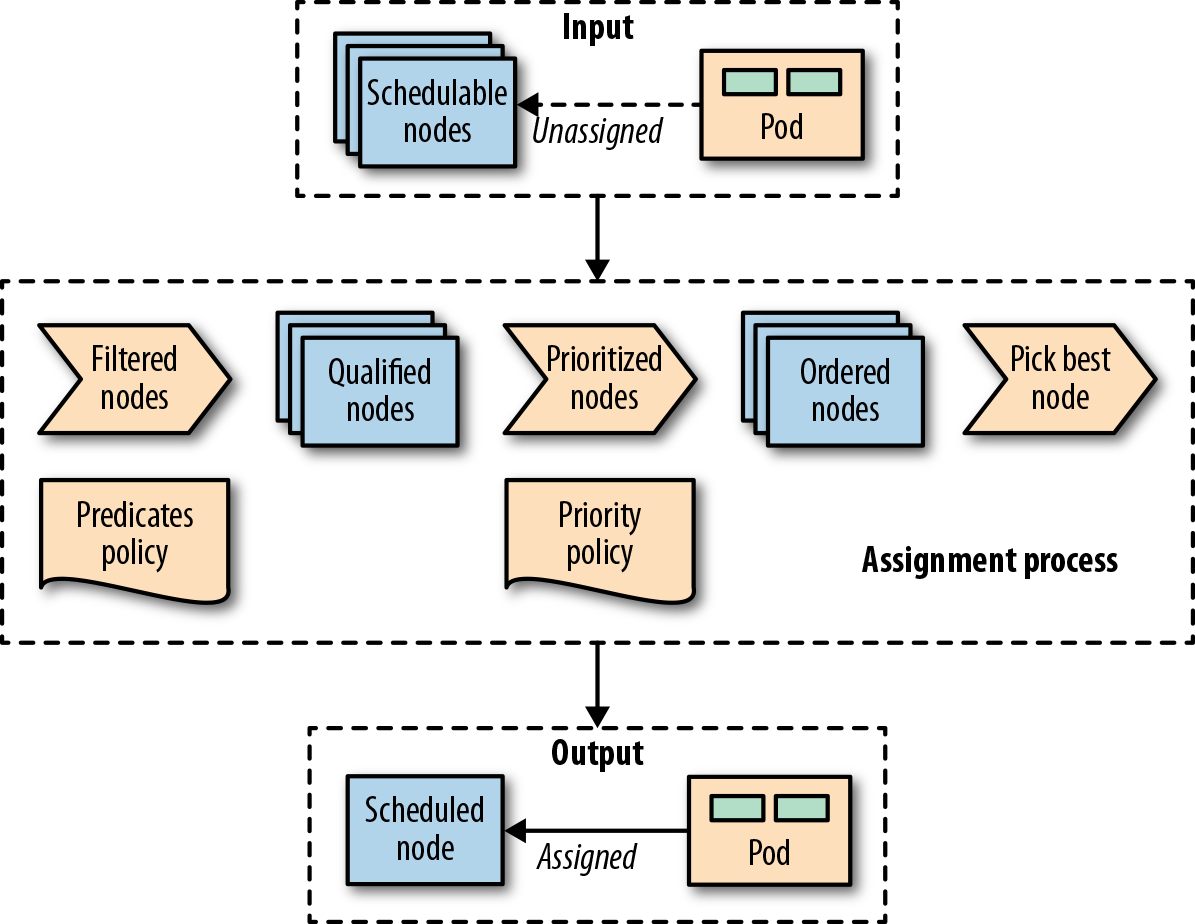 Input
Schedulable
nodes
Unassigned
Pod
Filtered
nodes
Qualified
nodes
Prioritized
nodes
Ordered
nodes
Pick best
node
Predicates
policy
Priority
policy
Assignment process
Output
Scheduled
node
Assigned
Pod